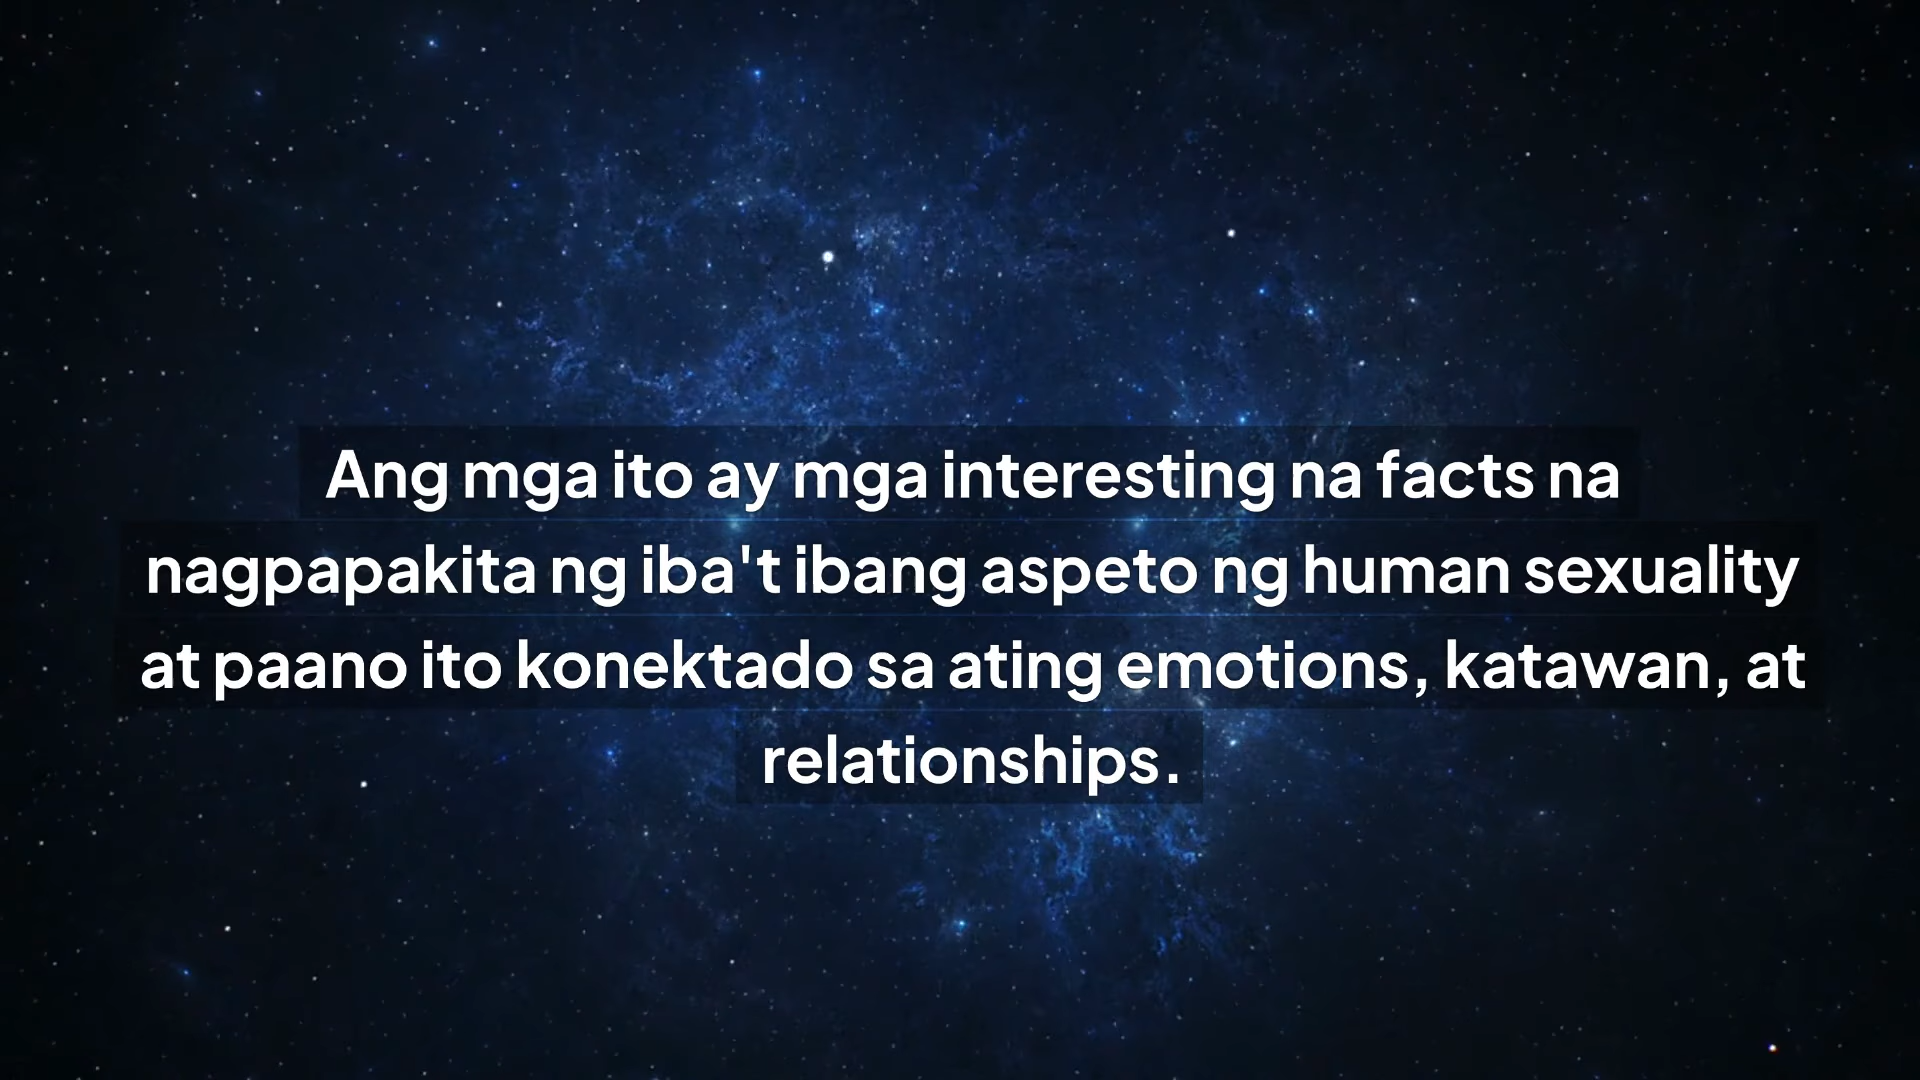 Ang mga ito ay mga interesting na facts na
nagpapakita ng iba't ibang aspeto ng human sexuality
at paano ito konektado sa ating emotions, katawan, at
relationships.